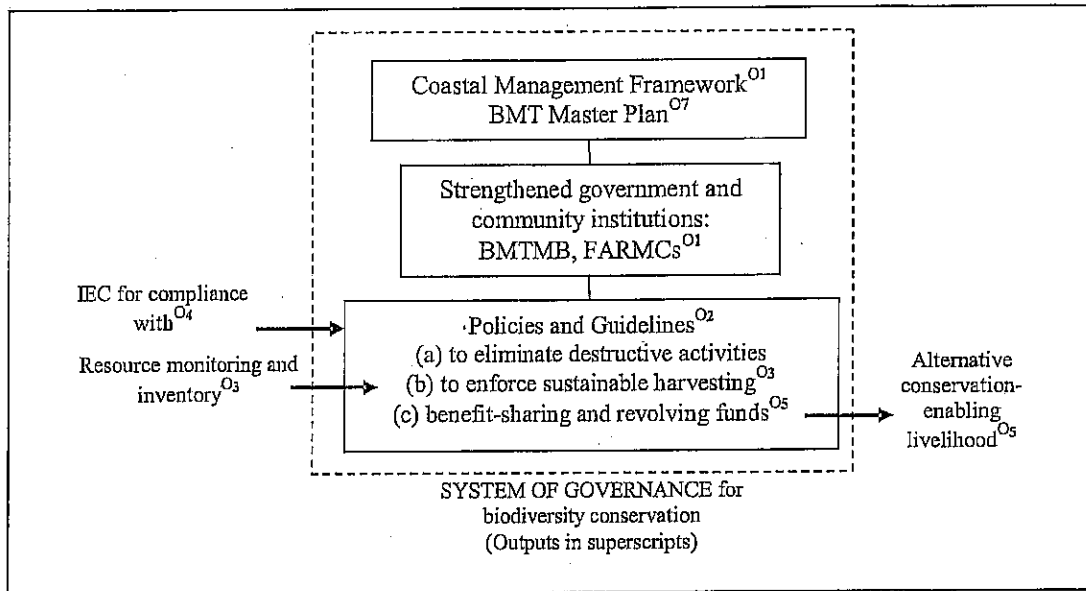 Coastal Management Framework^O1
BMT Master Plan^O7
Strengthened government and
community institutions:
BMTMB, FARMCs^O1
IEC for compliance
with^O4
Resource monitoring and
inventory^O3
Policies and Guidelines^O2
(a) to eliminate destructive activities
(b) to enforce sustainable harvesting^O3
(c) benefit-sharing and revolving funds^O5
Alternative
conservation-
enabling
livelihood^O5
SYSTEM OF GOVERNANCE for
biodiversity conservation
(Outputs in superscripts)